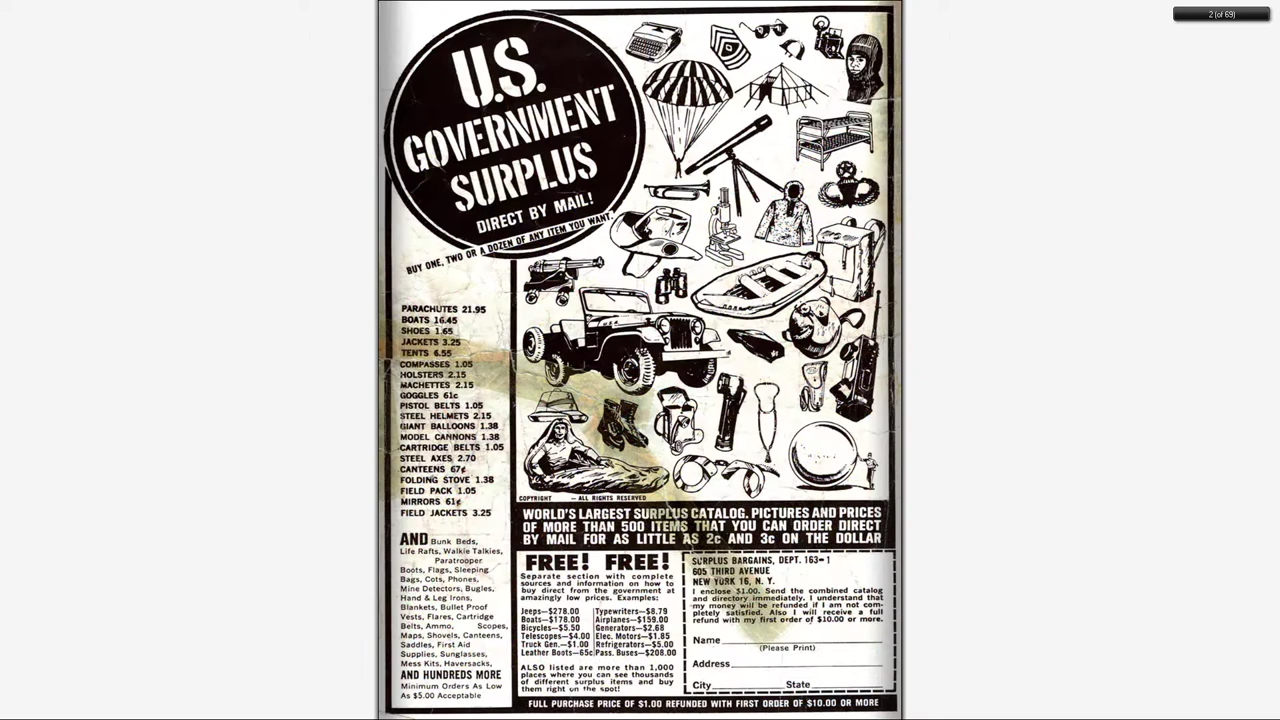 2 (of 69)
U.S.
GOVERNMENT
SURPLUS
DIRECT BY MAIL!
BUY ONE, TWO OR A DOZEN OF ANY ITEM YOU WANT.
PARACHUTES 21.95
BOATS 16.45
SHOES 1.65
JACKETS 3.25
TENTS 6.55
COMPASSES 1.05
HOLSTERS 2.15
MACHETTES 2.15
GOGGLES 61c
PISTOL BELTS 1.05
STEEL HELMETS 2.15
GIANT BALLOONS 1.38
MODEL CANNONS 1.38
CARTRIDGE BELTS 1.05
STEEL AXES 2.70
CANTEENS 67¢
FOLDING STOVE 1.38
FIELD PACK 1.05
MIRRORS 61¢
FIELD JACKETS 3.25
AND Bunk Beds,
Life Rafts, Walkie Talkies,
Paratrooper
Boots, Flags, Sleeping
Bags, Cots, Phones,
Mine Detectors, Bugles,
Hand & Leg Irons,
Blankets, Bullet Proof
Vests, Flares, Cartridge
Belts, Ammo, Scopes,
Maps, Shovels, Canteens,
Saddles, First Aid
Supplies, Sunglasses,
Mess Kits, Haversacks,
AND HUNDREDS MORE
Minimum Orders As Low
As $5.00 Acceptable
COPYRIGHT — ALL RIGHTS RESERVED
WORLD'S LARGEST SURPLUS CATALOG. PICTURES AND PRICES
OF MORE THAN 500 ITEMS THAT YOU CAN ORDER DIRECT
BY MAIL FOR AS LITTLE AS 2c AND 3c ON THE DOLLAR
FREE! FREE!
Separate section with complete
sources and information on how to
buy direct from the government at
amazingly low prices. Examples:
Jeeps—$278.00
Boats—$178.00
Bicycles—$5.50
Telescopes—$4.00
Truck Gen.—$1.00
Leather Boots—65c
Typewriters—$8.79
Airplanes—$159.00
Generators—$2.68
Elec. Motors—$1.85
Refrigerators—$5.00
Pass. Buses—$208.00
ALSO listed are more than 1,000
places where you can see thousands
of different surplus items and buy
them right on the spot!
SURPLUS BARGAINS, DEPT. 163-1
605 THIRD AVENUE
NEW YORK 16, N. Y.
I enclose $1.00. Send the combined catalog
and directory immediately. I understand that
my money will be refunded if I am not com-
pletely satisfied. Also I will receive a full
refund with my first order of $10.00 or more.
Name
(Please Print)
Address
City State
FULL PURCHASE PRICE OF $1.00 REFUNDED WITH FIRST ORDER OF $10.00 OR MORE